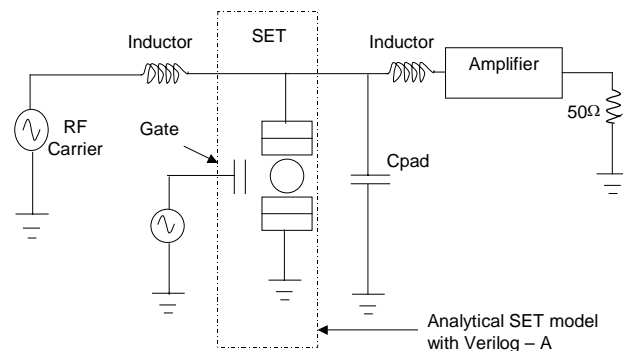 Inductor
SET
Inductor
Amplifier
50Ω
RF
Carrier
Gate
Cpad
Analytical SET model
with Verilog – A